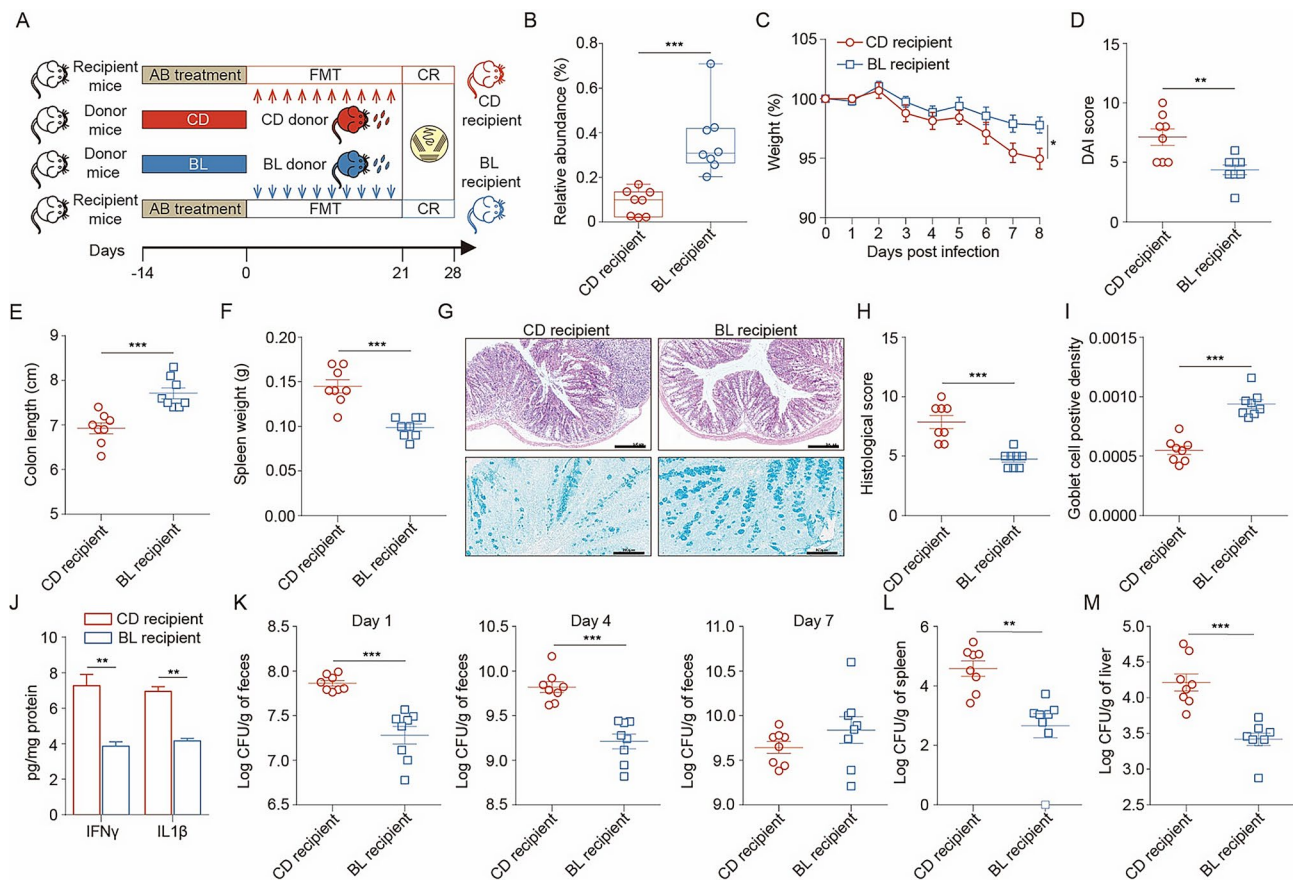 A
Recipient mice
AB treatment
FMT
CR
CD recipient
Donor mice
CD
CD donor
Donor mice
BL
BL donor
BL recipient
Recipient mice
AB treatment
FMT
CR
Days
-14
0
21
28
B
Relative abundance (%)
0.8
0.6
0.4
0.2
0
***
CD recipient
BL recipient
C
Weight (%)
105
100
95
90
CD recipient
BL recipient
*
0 1 2 3 4 5 6 7 8
Days post infection
D
DAI score
15
10
5
0
**
CD recipient
BL recipient
E
Colon length (cm)
9
8
7
6
5
***
CD recipient
BL recipient
F
Spleen weight (g)
0.20
0.15
0.10
0.05
0.00
***
CD recipient
BL recipient
G
CD recipient
BL recipient
H
Histological score
15
10
5
0
***
CD recipient
BL recipient
I
Goblet cell postive density
0.0015
0.0010
0.0005
0.0000
***
CD recipient
BL recipient
J
CD recipient
BL recipient
pg/mg protein
10
8
6
4
2
0
**
**
IFNγ
IL1β
K
Day 1
Log CFU/g of feces
8.5
8.0
7.5
7.0
6.5
***
CD recipient
BL recipient
Day 4
Log CFU/g of feces
10.5
10.0
9.5
9.0
8.5
***
CD recipient
BL recipient
Day 7
Log CFU/g of feces
11.0
10.5
10.0
9.5
9.0
CD recipient
BL recipient
L
Log CFU/g of spleen
6
4
2
0
**
CD recipient
BL recipient
M
Log CFU/g of liver
5.0
4.5
4.0
3.5
3.0
2.5
***
CD recipient
BL recipient